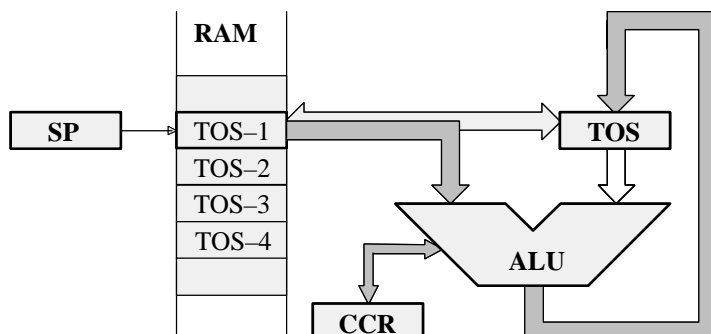 RAM
SP
TOS–1
TOS
TOS–2
TOS–3
TOS–4
ALU
CCR